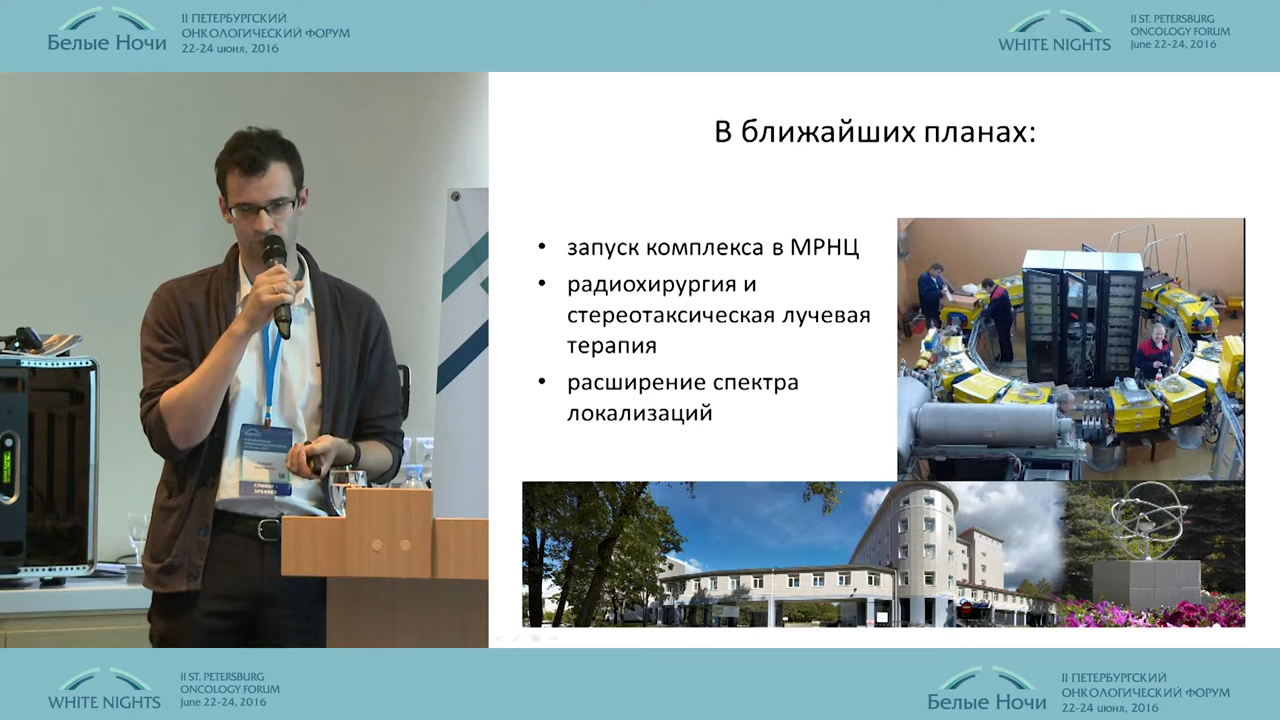 Белые Ночи
II ПЕТЕРБУРГСКИЙ
ОНКОЛОГИЧЕСКИЙ ФОРУМ
22-24 июня, 2016
WHITE NIGHTS
II ST. PETERSBURG
ONCOLOGY FORUM
June 22-24, 2016
В ближайших планах:
• запуск комплекса в МРНЦ
• радиохирургия и
стереотаксическая лучевая
терапия
• расширение спектра
локализаций
СПИКЕР
SPEAKER
WHITE NIGHTS
II ST. PETERSBURG
ONCOLOGY FORUM
June 22-24, 2016
Белые Ночи
II ПЕТЕРБУРГСКИЙ
ОНКОЛОГИЧЕСКИЙ ФОРУМ
22-24 июня, 2016